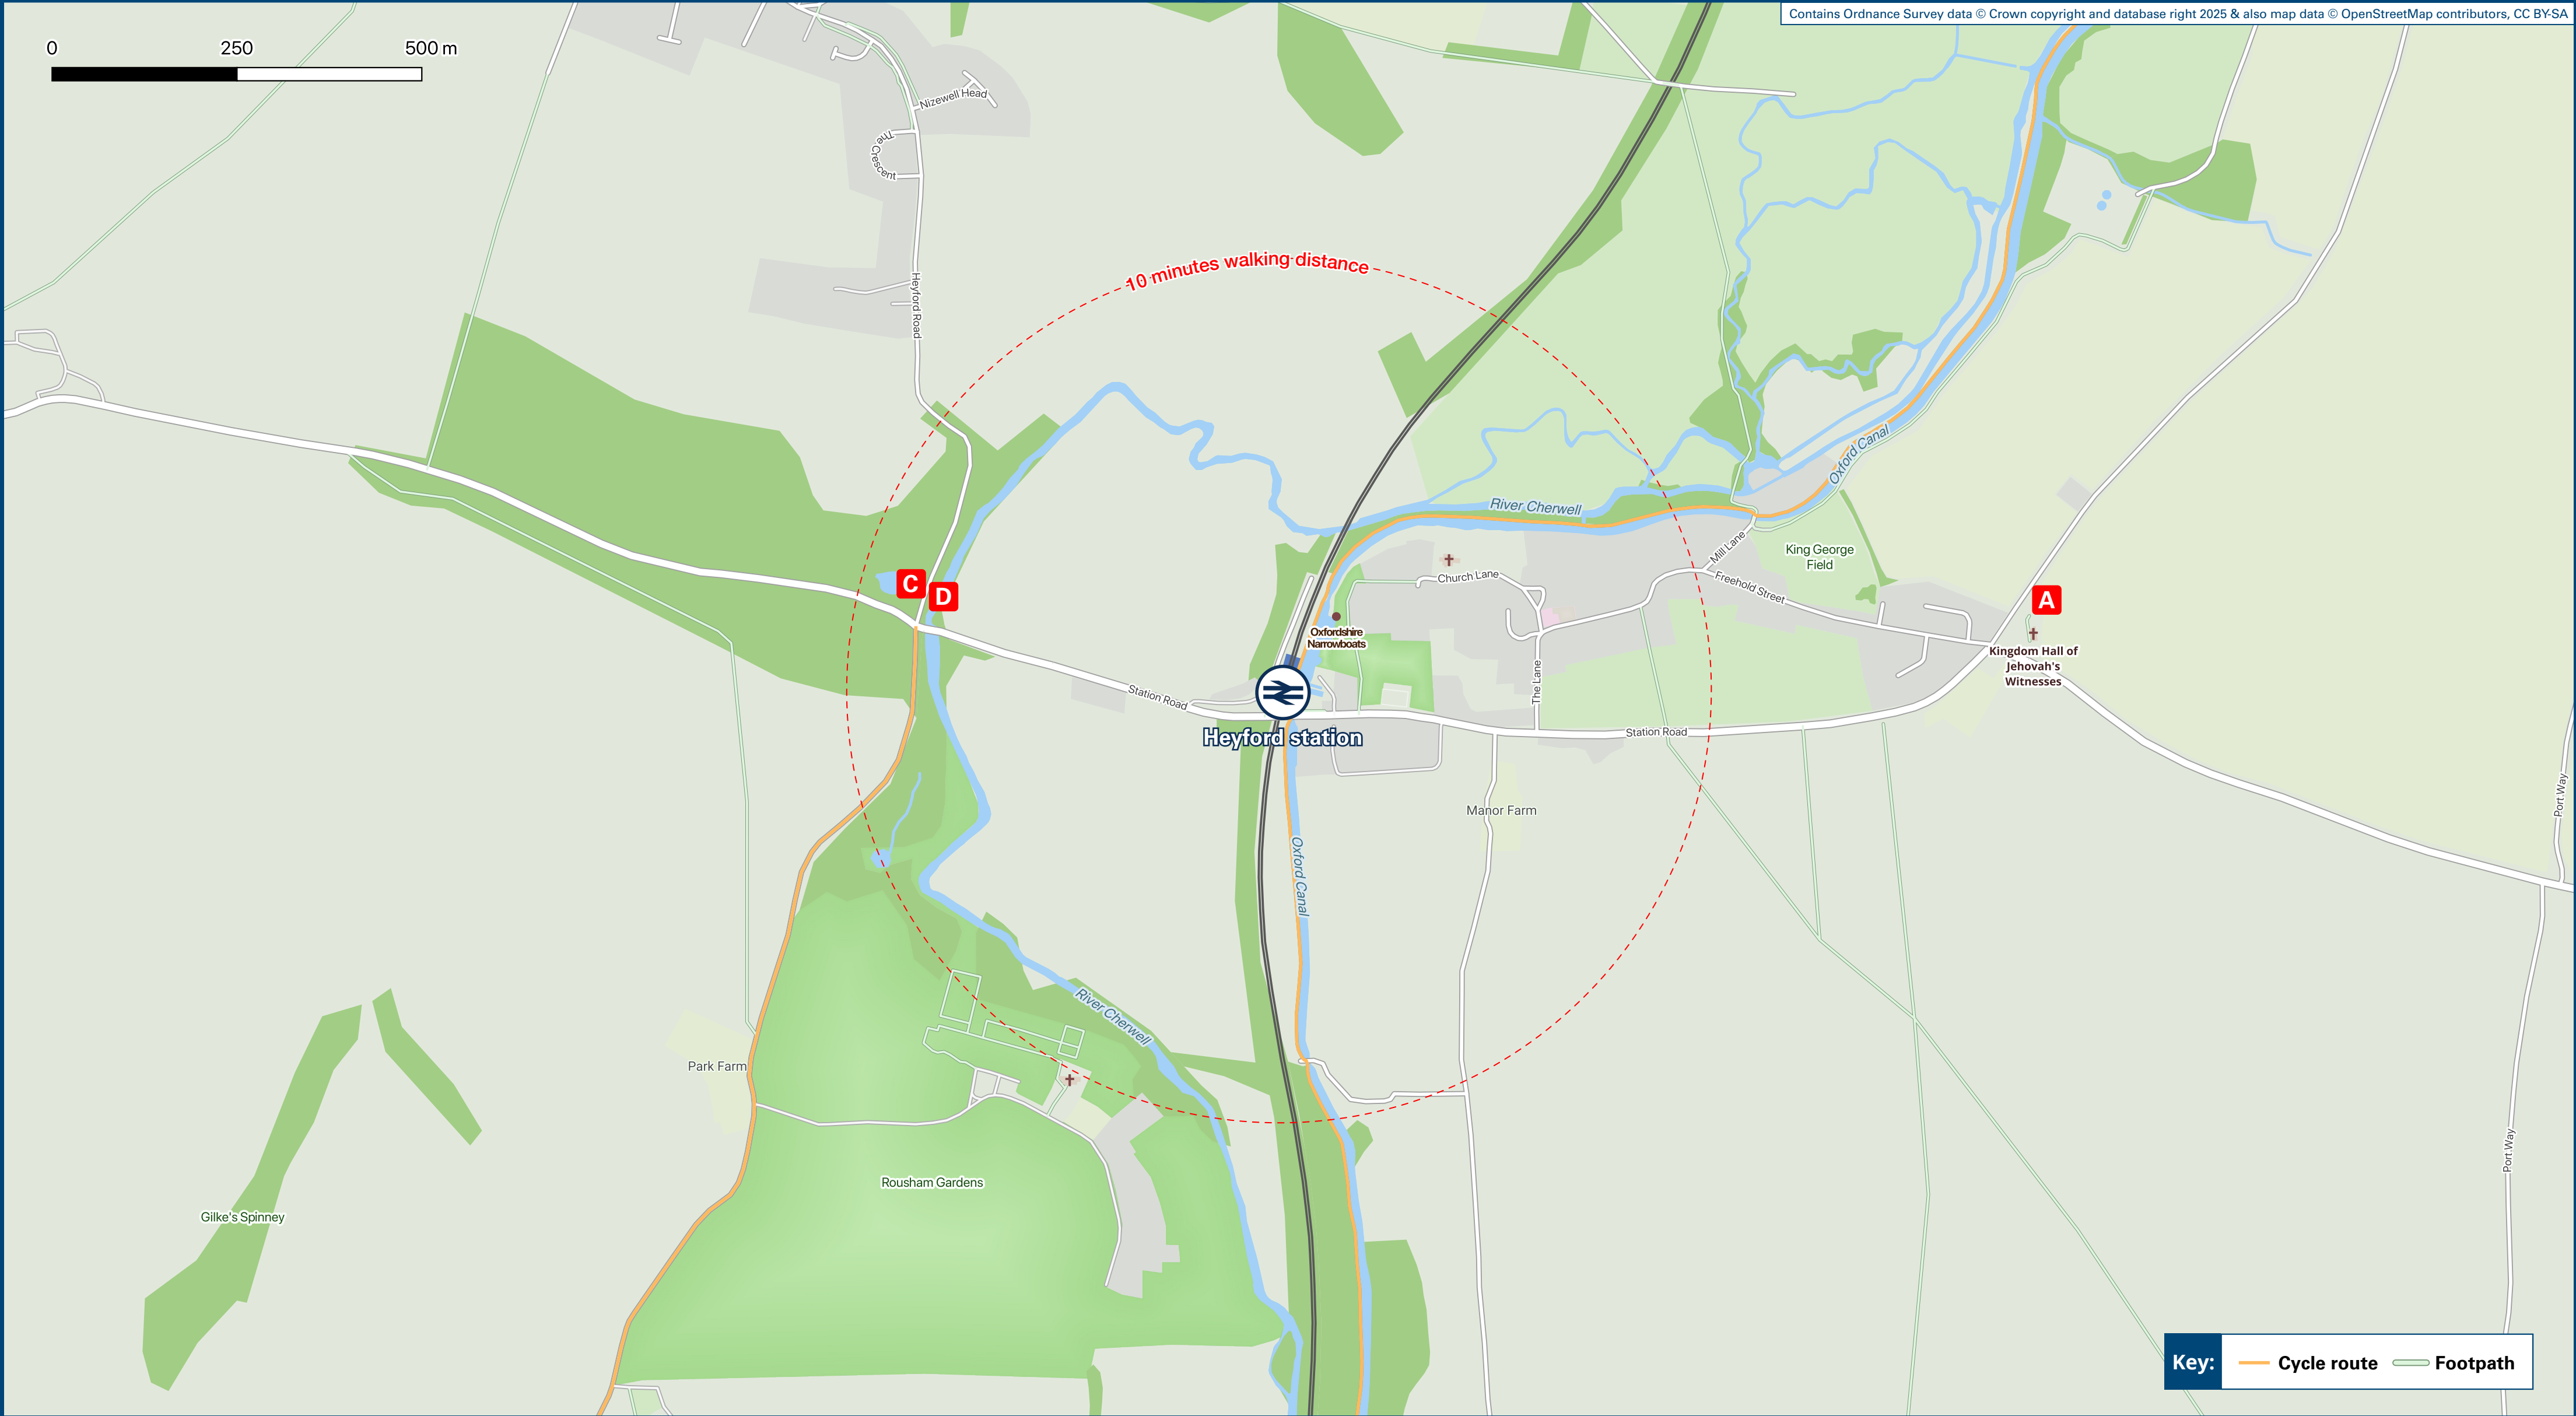 Contains Ordnance Survey data © Crown copyright and database right 2025 & also map data © OpenStreetMap contributors, CC BY-SA
0 250 500 m
Nizewell Head
The Crescent
Heyford Road
10 minutes walking distance
River Cherwell
Oxford Canal
Mill Lane
King George
Field
Church Lane
Freehold Street
C
D
A
Oxfordshire
Narrowboats
Kingdom Hall of
Jehovah's
Witnesses
Station Road
The Lane
Heyford station
Station Road
Manor Farm
Port Way
Oxford Canal
River Cherwell
Park Farm
Rousham Gardens
Gilke's Spinney
Port Way
Key: Cycle route Footpath